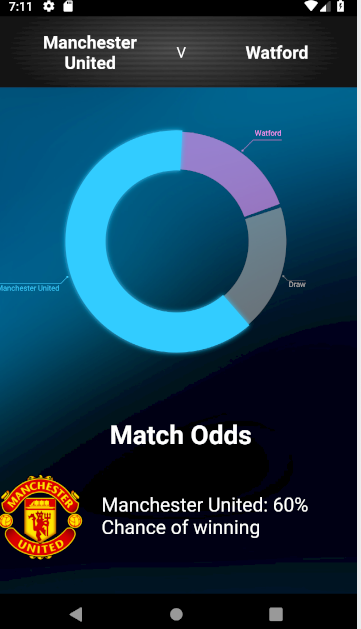 7:11
Manchester
United
V
Watford
Watford
Manchester United
Draw
Match Odds
MANCHESTER
UNITED
Manchester United: 60%
Chance of winning